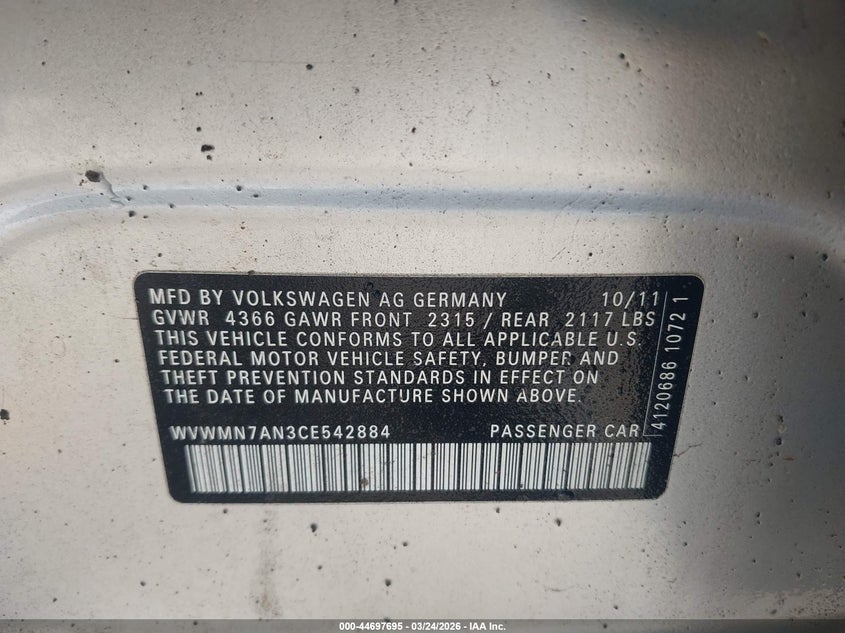 MFD BY VOLKSWAGEN AG GERMANY 10/11
GVWR 4366 GAWR FRONT 2315 / REAR 2117 LBS
THIS VEHICLE CONFORMS TO ALL APPLICABLE U.S.
FEDERAL MOTOR VEHICLE SAFETY, BUMPER AND
THEFT PREVENTION STANDARDS IN EFFECT ON
THE DATE OF MANUFACTURE SHOWN ABOVE.
WVWMN7AN3CE542884 PASSENGER CAR
4120686 1072 1
000-44697695 - 03/24/2026 - IAA Inc.